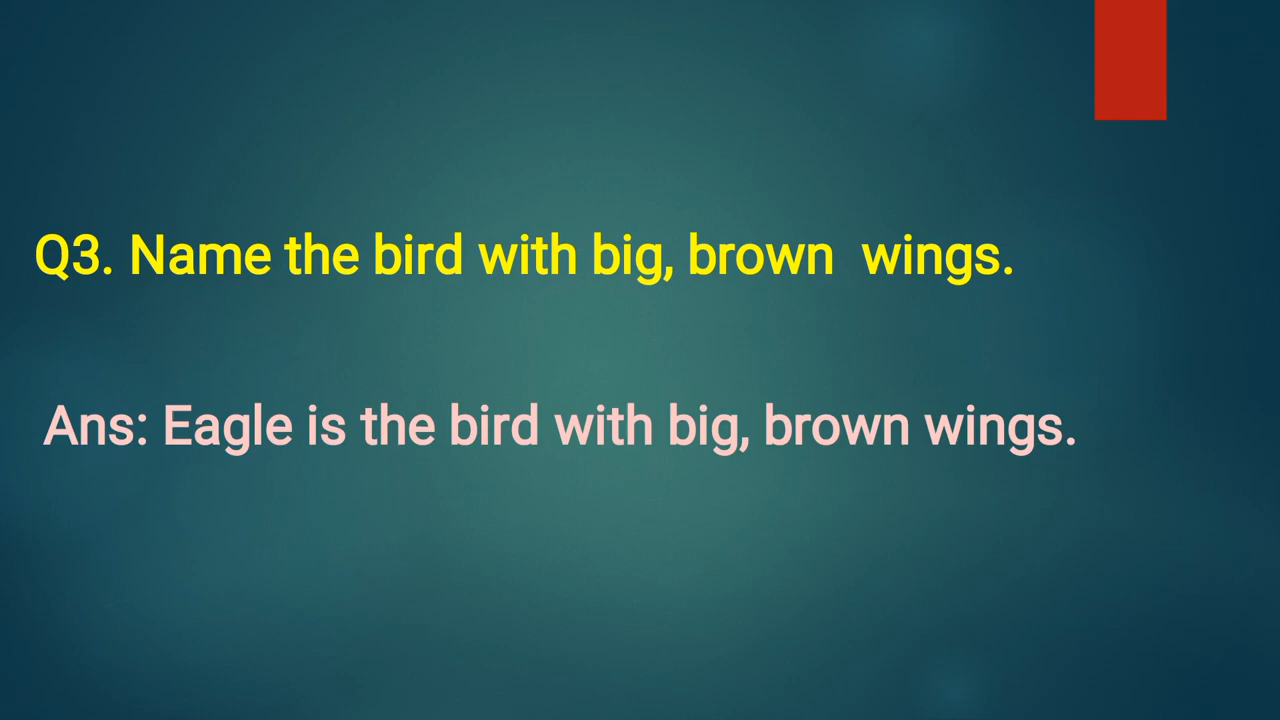 Q3. Name the bird with big, brown  wings.
Ans: Eagle is the bird with big, brown wings.